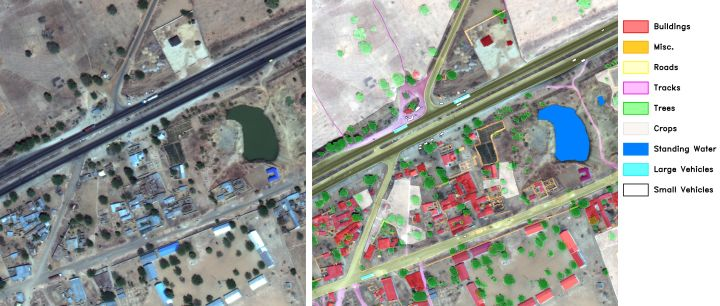 Buildings
Misc.
Roads
Tracks
Trees
Crops
Standing Water
Large Vehicles
Small Vehicles